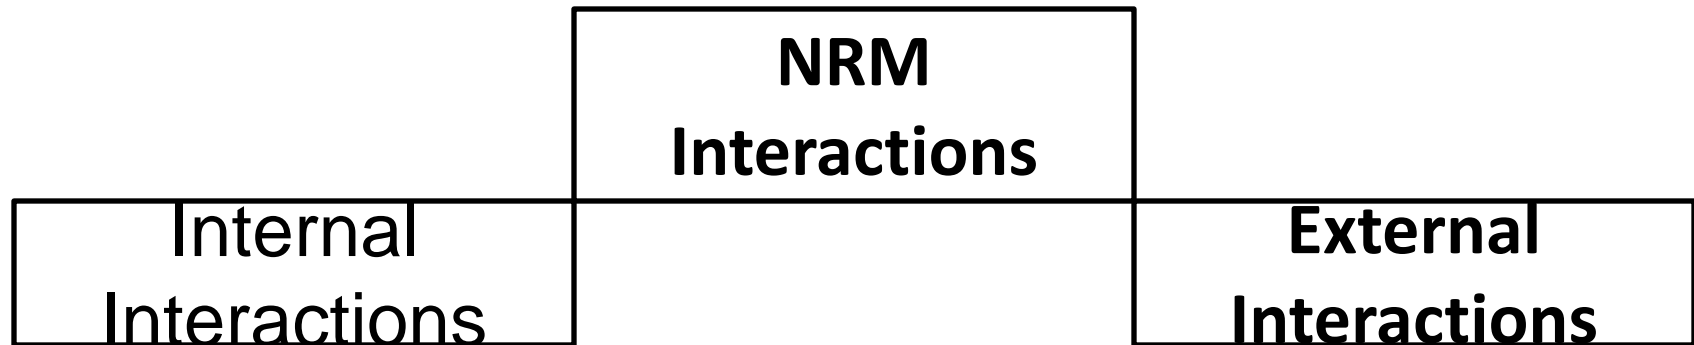 NRM
Interactions
Internal
Interactions
External
Interactions